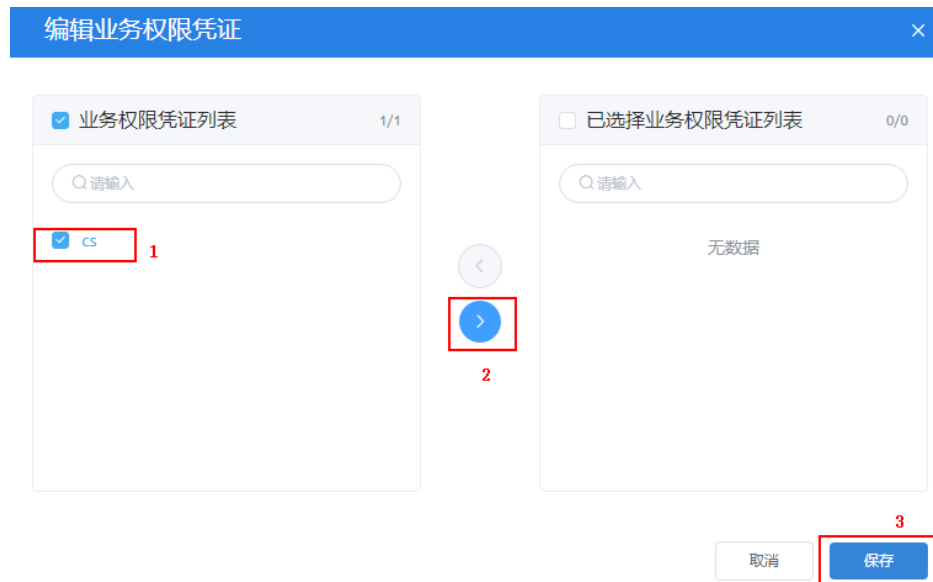 编辑业务权限凭证
业务权限凭证列表 1/1
请输入
cs
1
2
已选择业务权限凭证列表 0/0
请输入
无数据
3
取消 保存